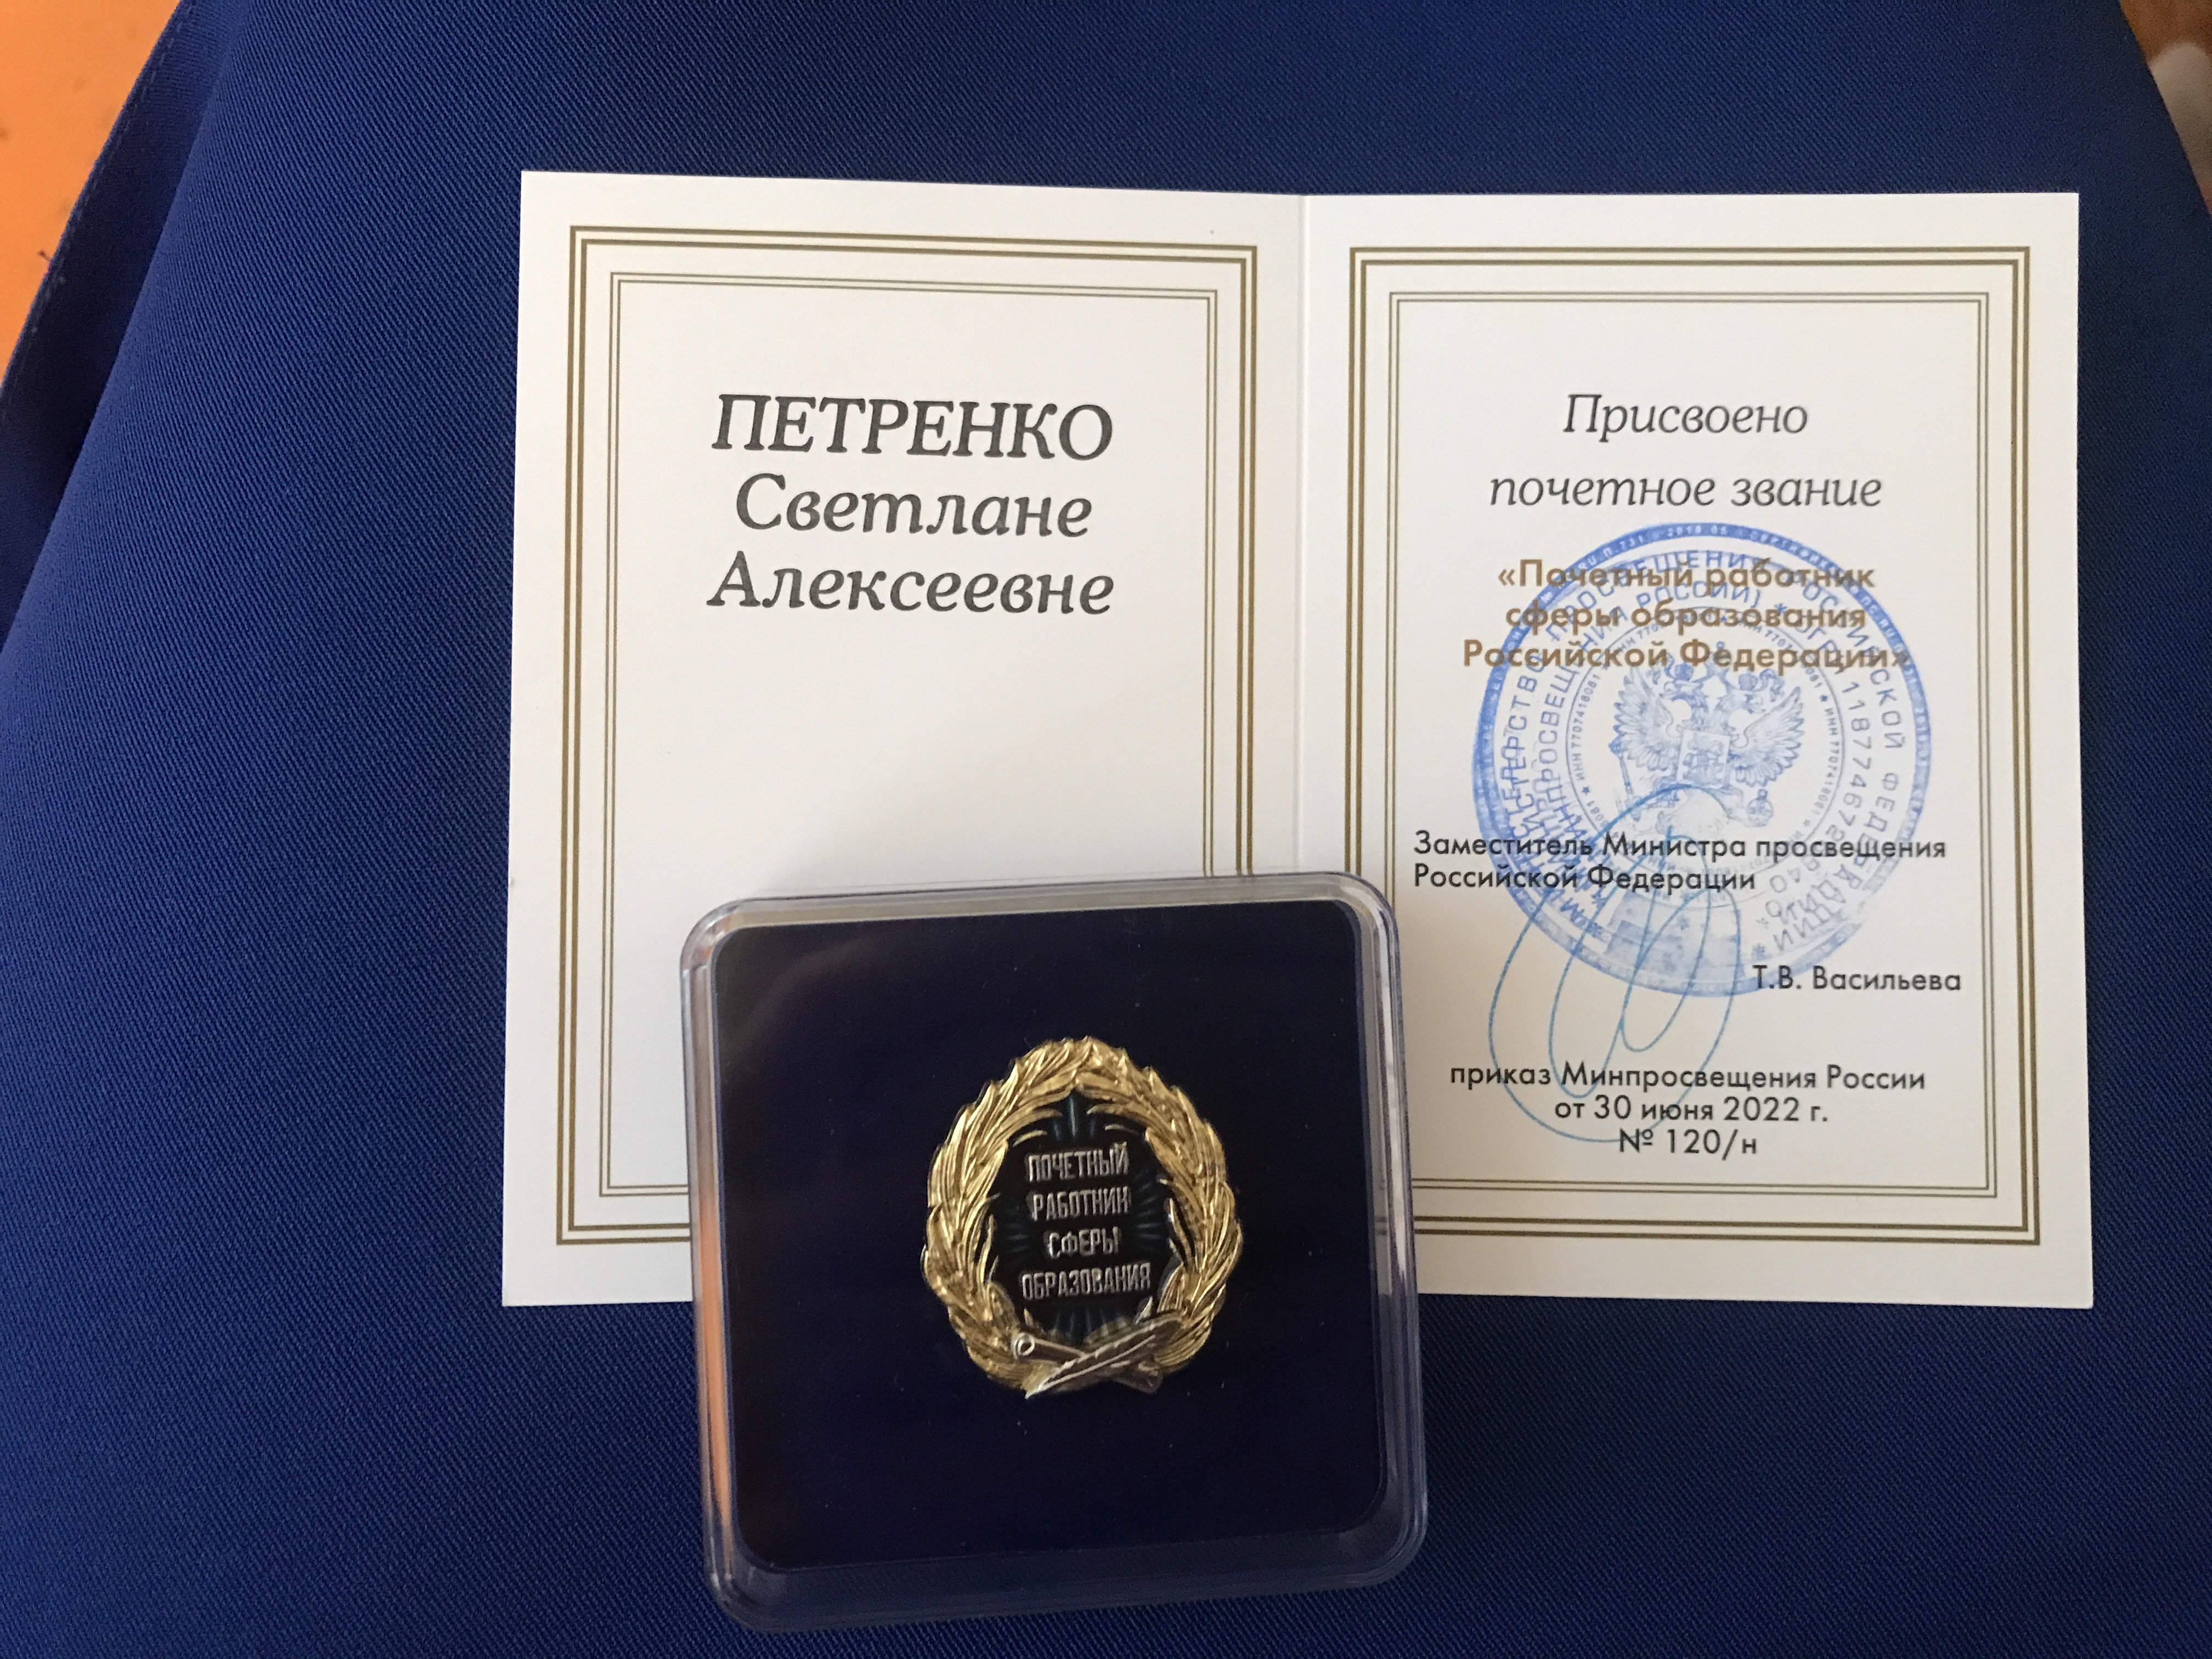 ПЕТРЕНКО
Светлане
Алексеевне
Присвоено
почетное звание
«Почетный работник
сферы образования
Российской Федерации»
Заместитель Министра просвещения
Российской Федерации
Т.В. Васильева
приказ Минпросвещения России
от 30 июня 2022 г.
№ 120/н
ПОЧЕТНЫЙ
РАБОТНИК
СФЕРЫ
ОБРАЗОВАНИЯ